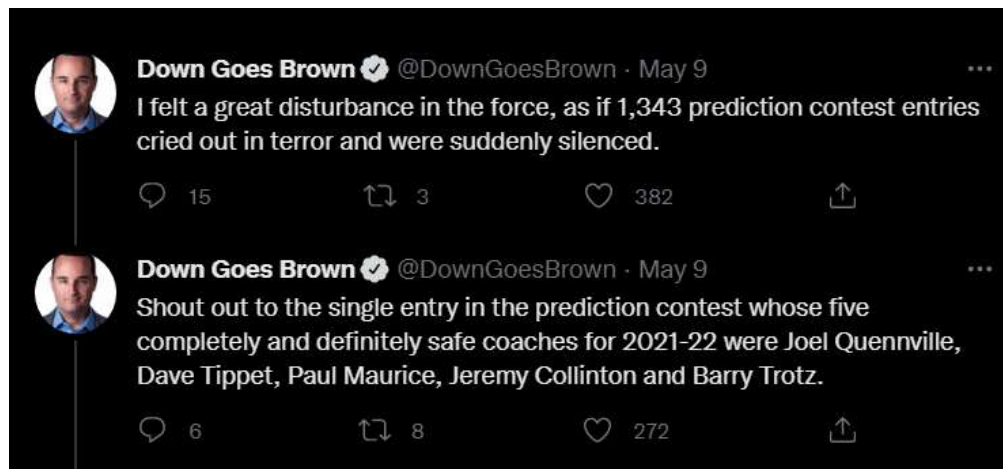 Down Goes Brown @DownGoesBrown · May 9
I felt a great disturbance in the force, as if 1,343 prediction contest entries
cried out in terror and were suddenly silenced.
15 3 382
Down Goes Brown @DownGoesBrown · May 9
Shout out to the single entry in the prediction contest whose five
completely and definitely safe coaches for 2021-22 were Joel Quennville,
Dave Tippet, Paul Maurice, Jeremy Collinton and Barry Trotz.
6 8 272